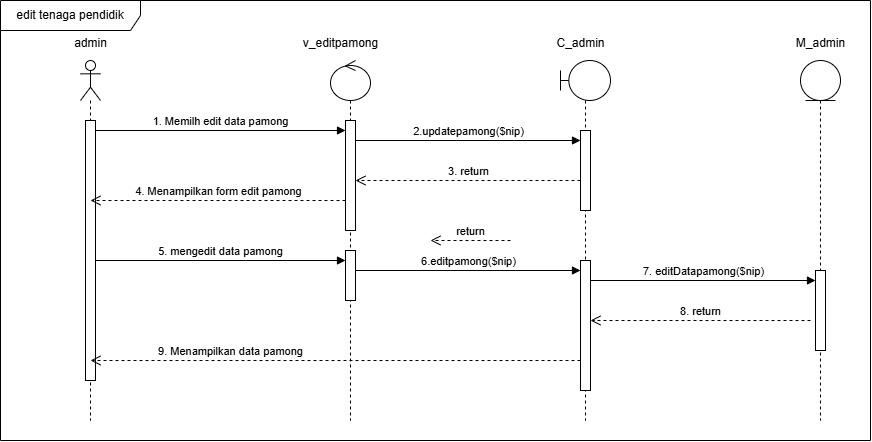 edit tenaga pendidik
admin
v_editpamong
C_admin
M_admin
1. Memilh edit data pamong
2.updatepamong($nip)
3. return
4. Menampilkan form edit pamong
return
5. mengedit data pamong
6.editpamong($nip)
7. editDatapamong($nip)
8. return
9. Menampilkan data pamong